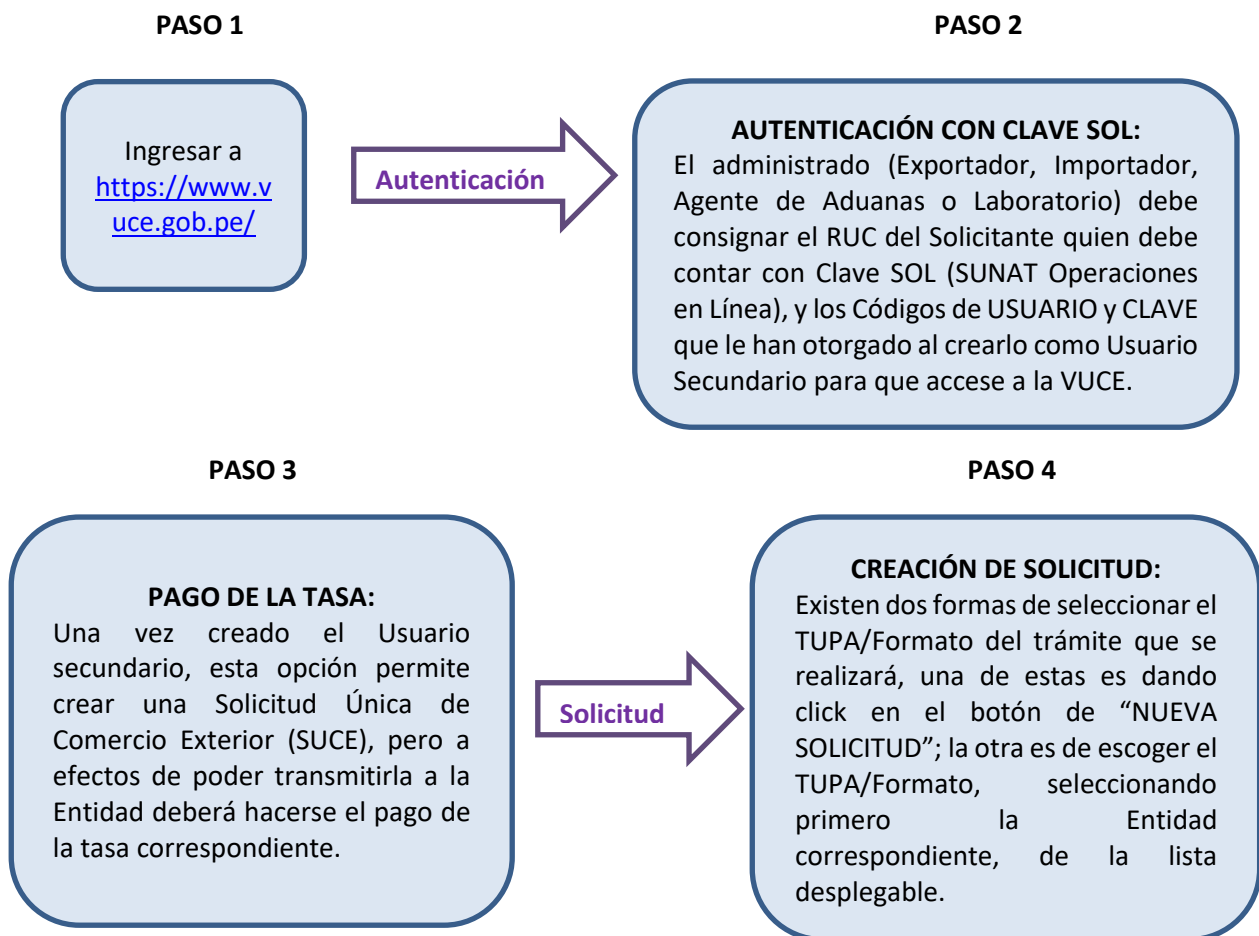 PASO 1
Ingresar a
https://www.v
uce.gob.pe/
Autenticación
PASO 2
AUTENTICACIÓN CON CLAVE SOL:
El administrado (Exportador, Importador,
Agente de Aduanas o Laboratorio) debe
consignar el RUC del Solicitante quien debe
contar con Clave SOL (SUNAT Operaciones
en Línea), y los Códigos de USUARIO y CLAVE
que le han otorgado al crearlo como Usuario
Secundario para que accese a la VUCE.
PASO 3
PAGO DE LA TASA:
Una vez creado el Usuario
secundario, esta opción permite
crear una Solicitud Única de
Comercio Exterior (SUCE), pero a
efectos de poder transmitirla a la
Entidad deberá hacerse el pago de
la tasa correspondiente.
Solicitud
PASO 4
CREACIÓN DE SOLICITUD:
Existen dos formas de seleccionar el
TUPA/Formato del trámite que se
realizará, una de estas es dando
click en el botón de “NUEVA
SOLICITUD”; la otra es de escoger el
TUPA/Formato, seleccionando
primero la Entidad
correspondiente, de la lista
desplegable.